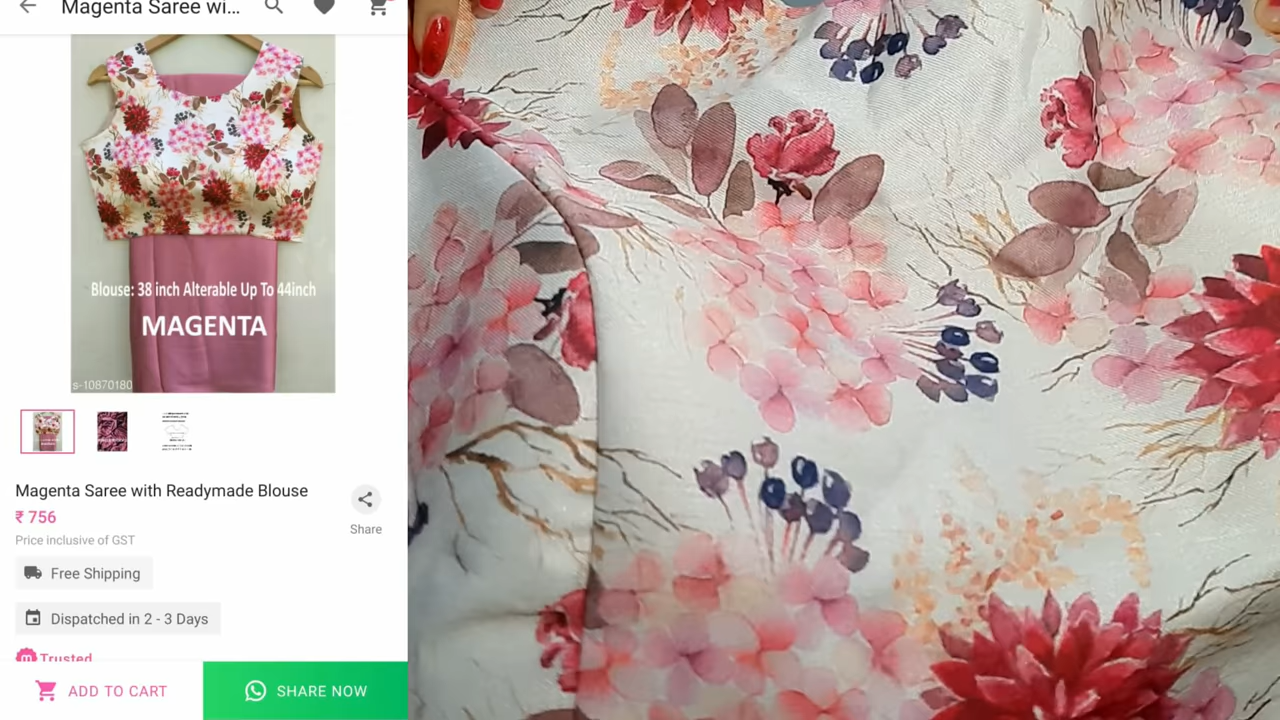 Magenta Saree wi...
Blouse: 38 inch Alterable Up To 44inch
MAGENTA
s-10870180
Magenta Saree with Readymade Blouse
₹ 756
Share
Price inclusive of GST
Free Shipping
Dispatched in 2 - 3 Days
Trusted
ADD TO CART
SHARE NOW